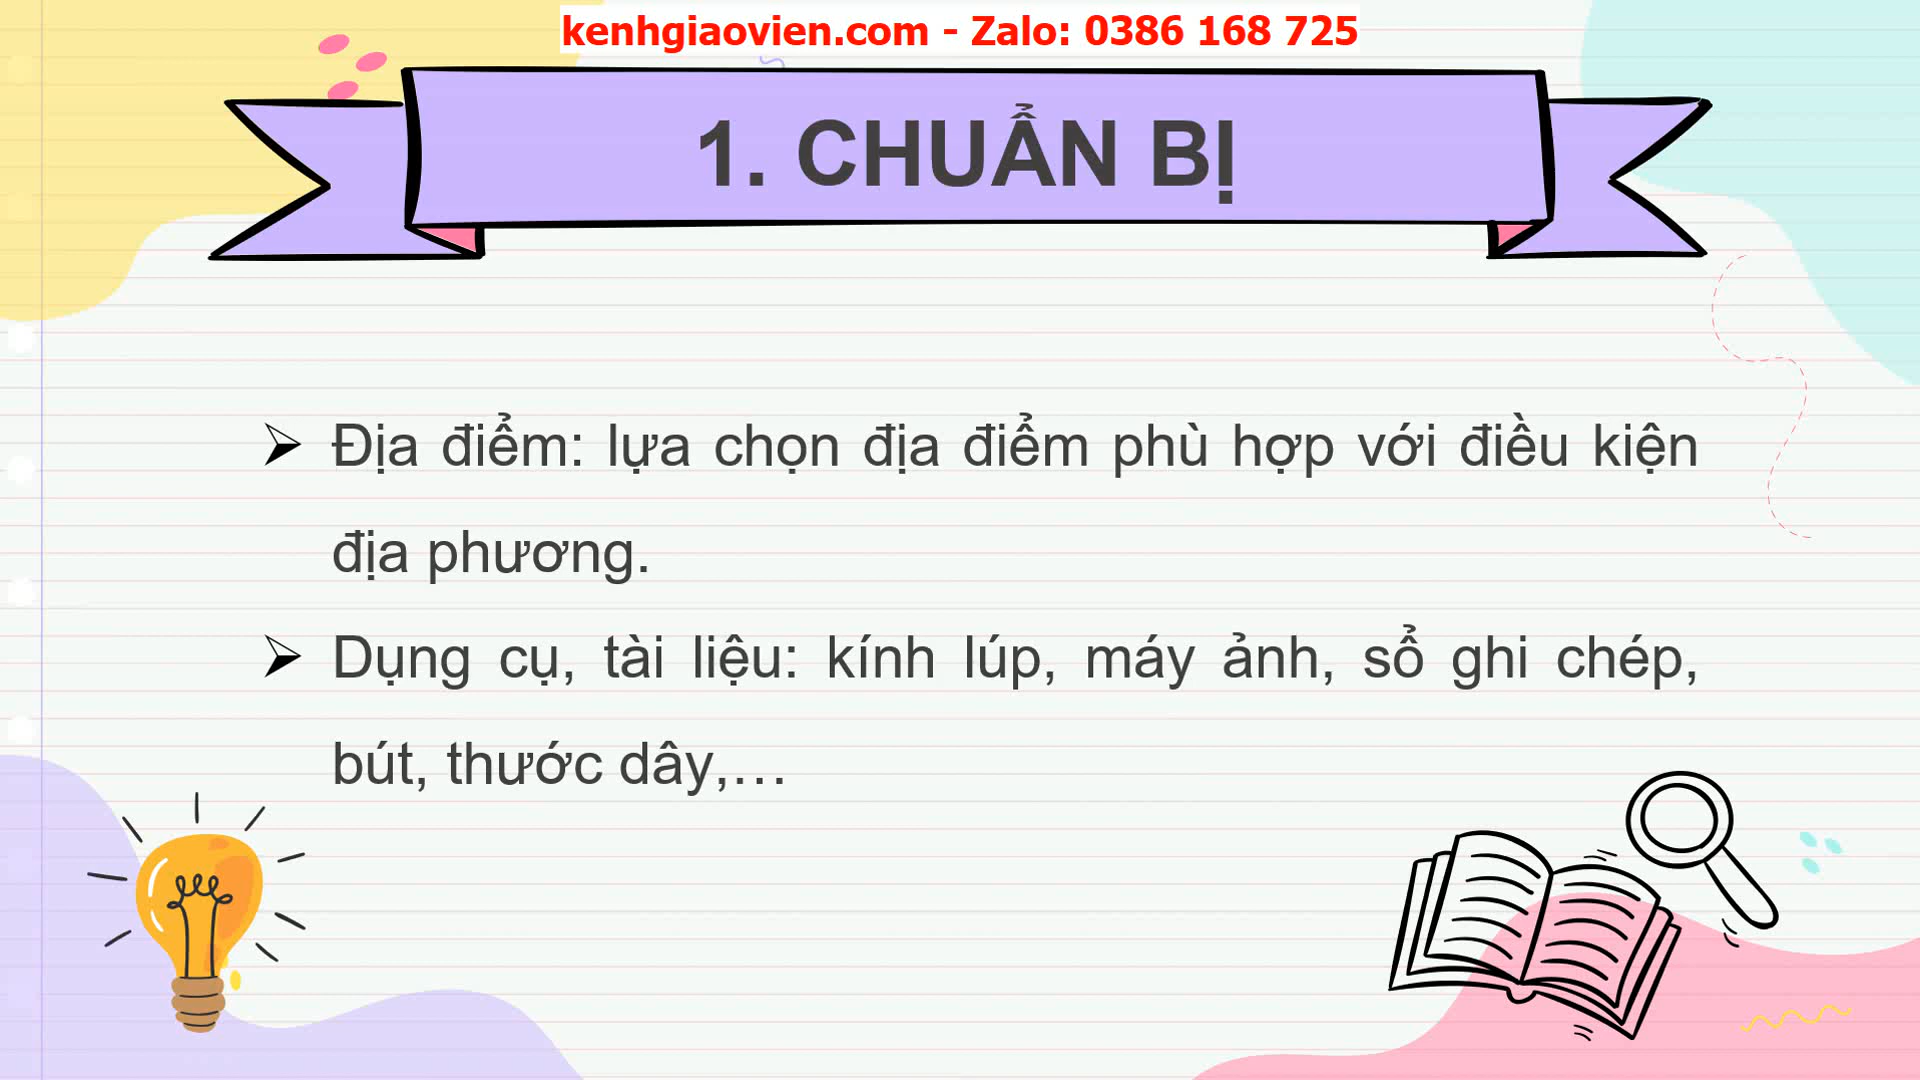 kenhgiaovien.com - Zalo: 0386 168 725
1. CHUẨN BỊ
Địa điểm: lựa chọn địa điểm phù hợp với điều kiện
địa phương.
Dụng cụ, tài liệu: kính lúp, máy ảnh, sổ ghi chép,
bút, thước dây,…